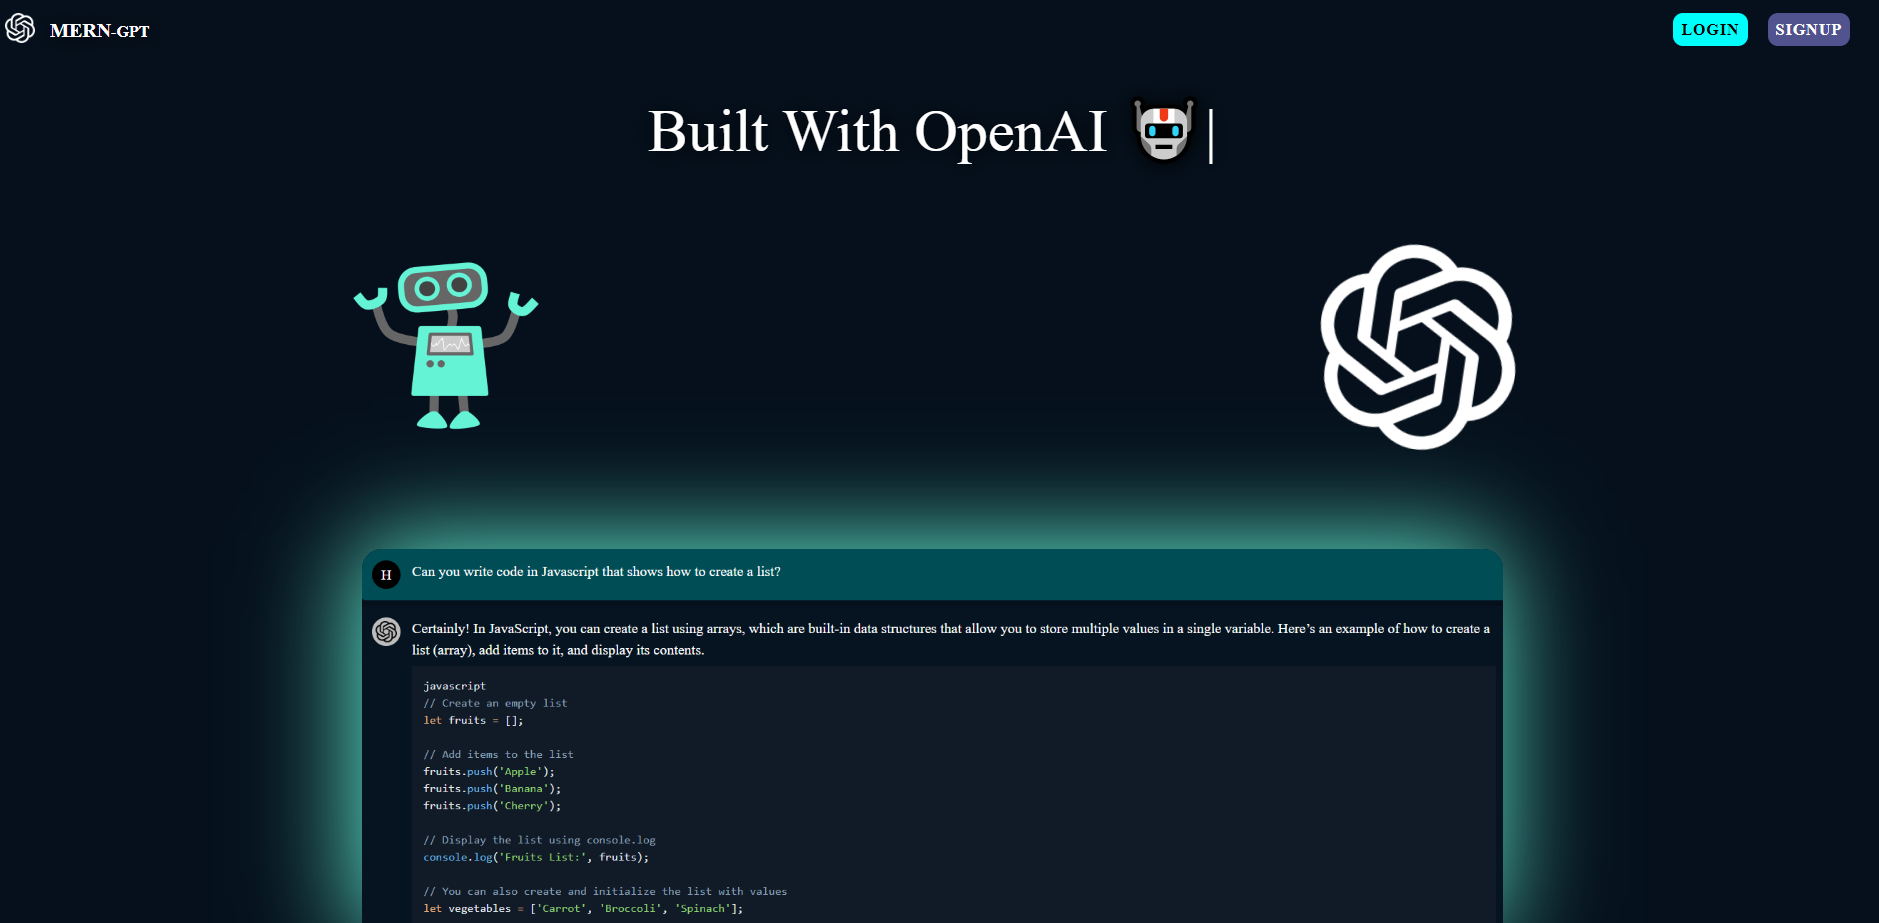 MERN-GPT
LOGIN
SIGNUP
Built With OpenAI 🤖|
H
Can you write code in Javascript that shows how to create a list?
Certainly! In JavaScript, you can create a list using arrays, which are built-in data structures that allow you to store multiple values in a single variable. Here’s an example of how to create a
list (array), add items to it, and display its contents.
javascript
// Create an empty list
let fruits = [];
// Add items to the list
fruits.push('Apple');
fruits.push('Banana');
fruits.push('Cherry');
// Display the list using console.log
console.log('Fruits List:', fruits);
// You can also create and initialize the list with values
let vegetables = ['Carrot', 'Broccoli', 'Spinach'];